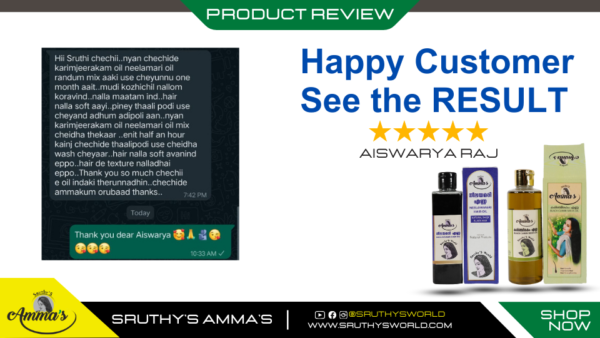 PRODUCT REVIEW
Hii Sruthi chechii..nyan chechide
karimjeerakam oil neelamari oil
randum mix aaki use cheyunnu one
month aait..mudi kozhichil nallom
koravind..nalla maatam ind..hair
nalla soft aayi..piney thaali podi use
cheyand adhum adipoli aan..nyan
karimjeerakam oil neelamari oil mix
cheidha thekaar ..enit half an hour
kainj chechide thaalipodi use cheidha
wash cheyaar..hair nalla soft avanind
eppo..hair de texture nalladhai
eppo..Thank you so much chechii
e oil indaki therunnadhin..chechide
ammakum orubaad thanks..
7:42 PM
Today
Thank you dear Aiswarya 🥰🙏🫂😘
😘😘😘
10:33 AM ✓
Happy Customer
See the RESULT
AISWARYA RAJ
Amma's
Amma's
Amma's
Amma's
SRUTHY'S AMMA'S
@SRUTHYSWORLD
WWW.SRUTHYSWORLD.COM
SHOP
NOW